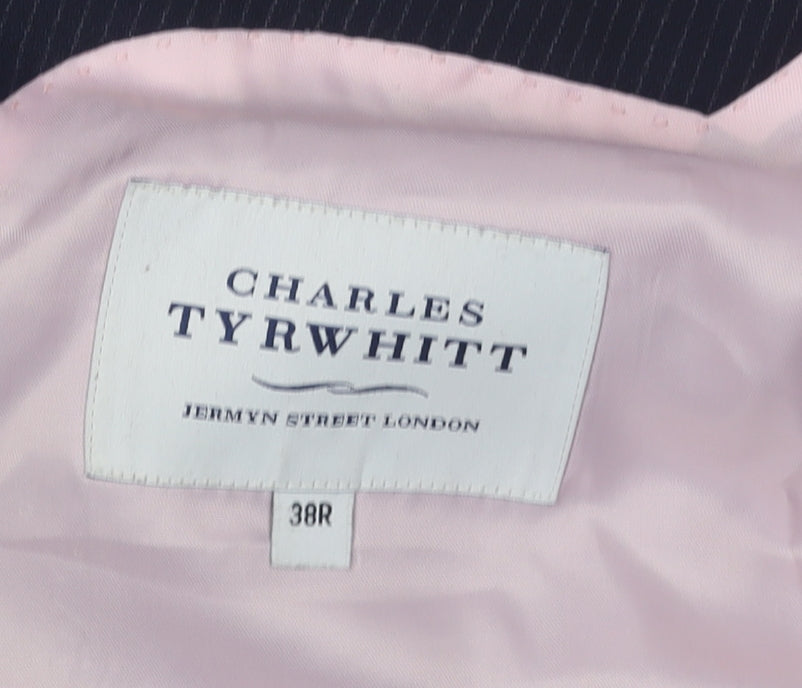 CHARLES
TYRWHITT
JERMYN STREET LONDON
38R